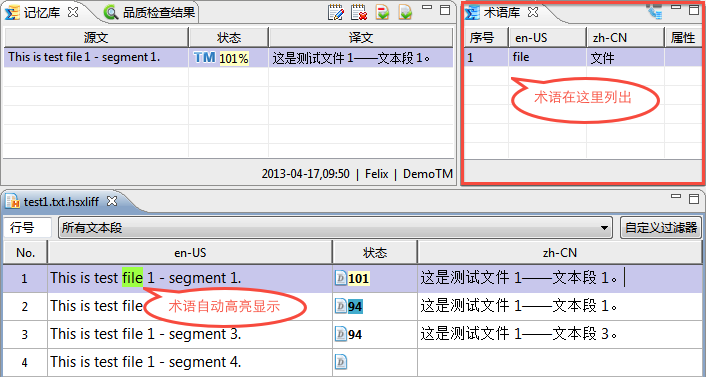 记忆库 品质检查结果
源文 状态 译文
This is test file 1 - segment 1. TM 101% 这是测试文件 1——文本段 1。
2013-04-17,09:50 | Felix | DemoTM
术语库
序号 en-US zh-CN 属性
1 file 文件
术语在这里列出
test1.txt.hsxliff
行号 所有文本段 自定义过滤器
No. en-US 状态 zh-CN
1 This is test file 1 - segment 1. 101 这是测试文件 1——文本段 1。
2 This is test file 94 这是测试文件 1——文本段 1。
术语自动高亮显示
3 This is test file 1 - segment 3. 94 这是测试文件 1——文本段 3。
4 This is test file 1 - segment 4.